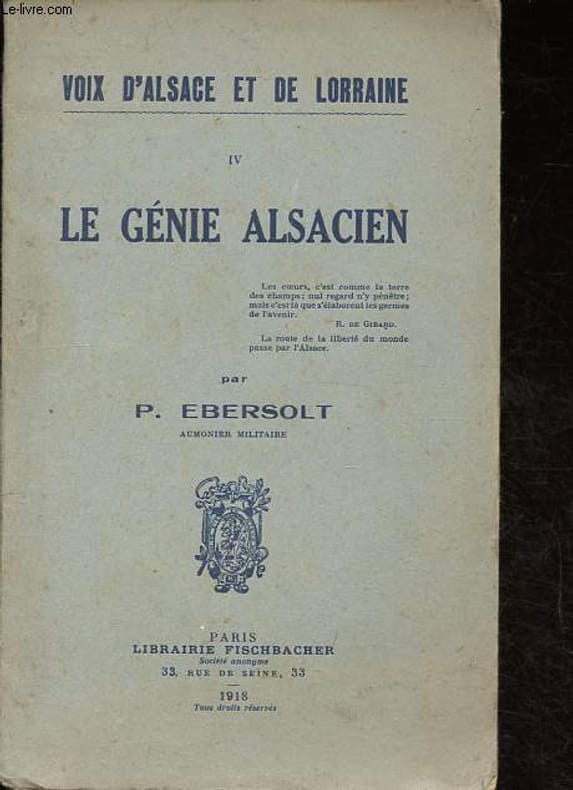 Le-livre.com
VOIX D'ALSACE ET DE LORRAINE
IV
LE GÉNIE ALSACIEN
Les cœurs, c'est comme la terre
des champs ; nul regard n'y pénètre ;
mais c'est là que s'élaborent les germes
de l'avenir.
R. DE GIBARD.
La route de la liberté du monde
passe par l'Alsace.
par
P. EBERSOLT
AUMONIER MILITAIRE
PARIS
LIBRAIRIE FISCHBACHER
Société anonyme
33, RUE DE SEINE, 33
1918
Tous droits réservés